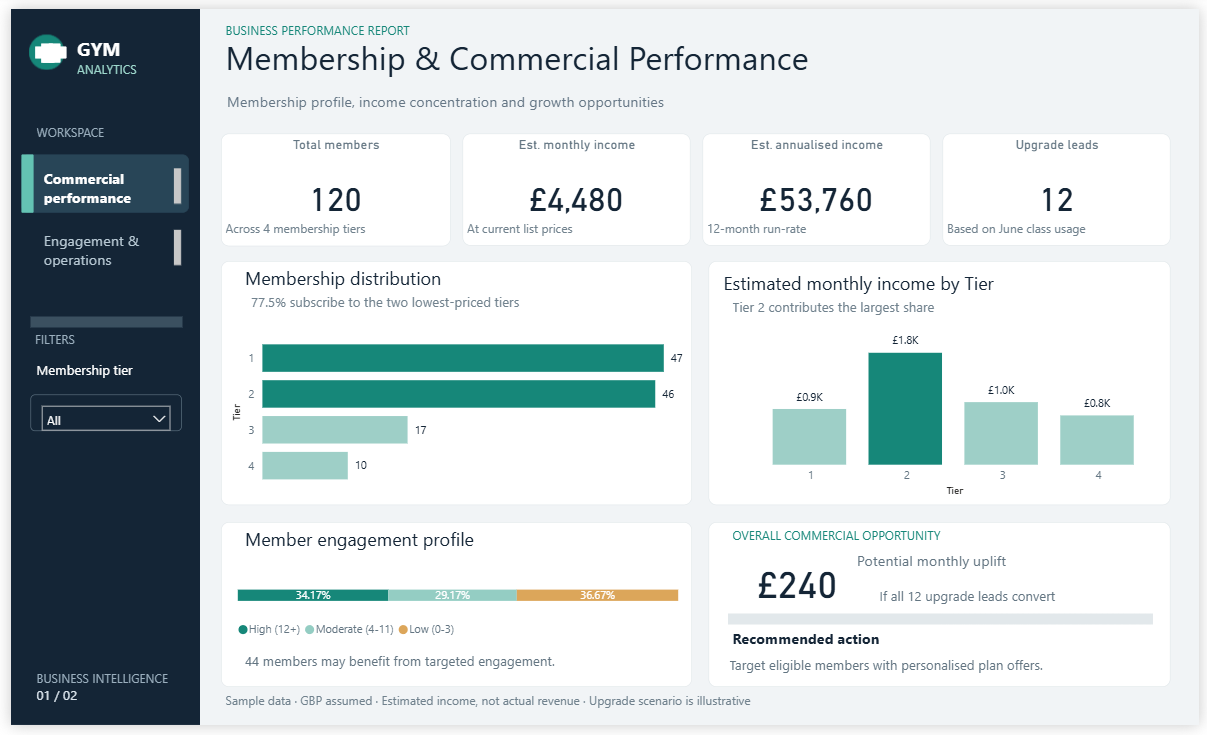 GYM
ANALYTICS
WORKSPACE
Commercial
performance
Engagement &
operations
FILTERS
Membership tier
All
BUSINESS INTELLIGENCE
01 / 02
BUSINESS PERFORMANCE REPORT
Membership & Commercial Performance
Membership profile, income concentration and growth opportunities
Total members
120
Across 4 membership tiers
Est. monthly income
£4,480
At current list prices
Est. annualised income
£53,760
12-month run-rate
Upgrade leads
12
Based on June class usage
Membership distribution
77.5% subscribe to the two lowest-priced tiers
Tier
1 47
2 46
3 17
4 10
Estimated monthly income by Tier
Tier 2 contributes the largest share
£0.9K £1.8K £1.0K £0.8K
1 2 3 4
Tier
Member engagement profile
34.17% 29.17% 36.67%
High (12+) Moderate (4-11) Low (0-3)
44 members may benefit from targeted engagement.
OVERALL COMMERCIAL OPPORTUNITY
£240
Potential monthly uplift
If all 12 upgrade leads convert
Recommended action
Target eligible members with personalised plan offers.
Sample data · GBP assumed · Estimated income, not actual revenue · Upgrade scenario is illustrative